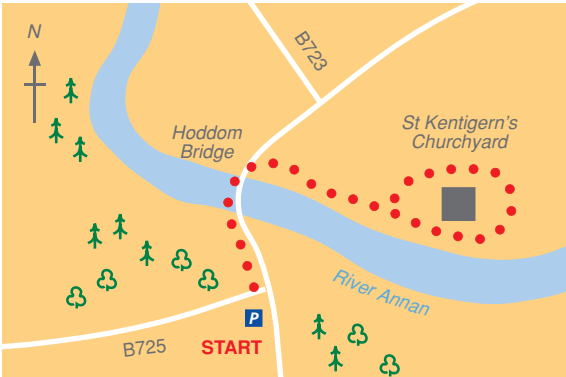 N
B723
Hoddom
Bridge
St Kentigern's
Churchyard
River Annan
P
B725
START